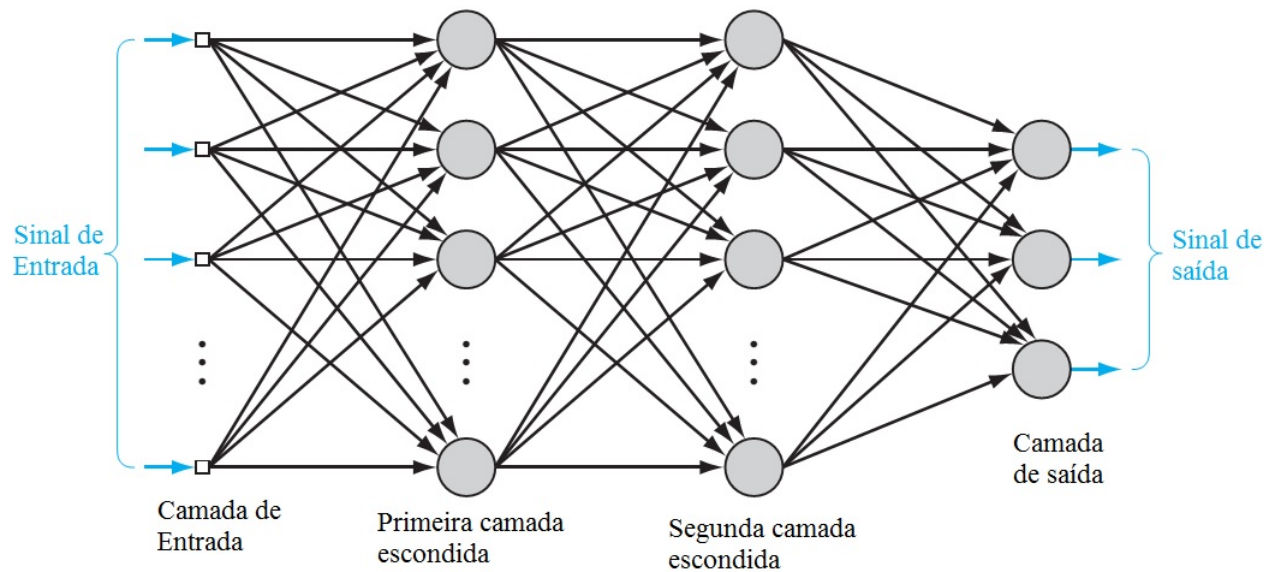 Sinal de
Entrada
Sinal de
saída
Camada de
Entrada
Primeira camada
escondida
Segunda camada
escondida
Camada
de saída